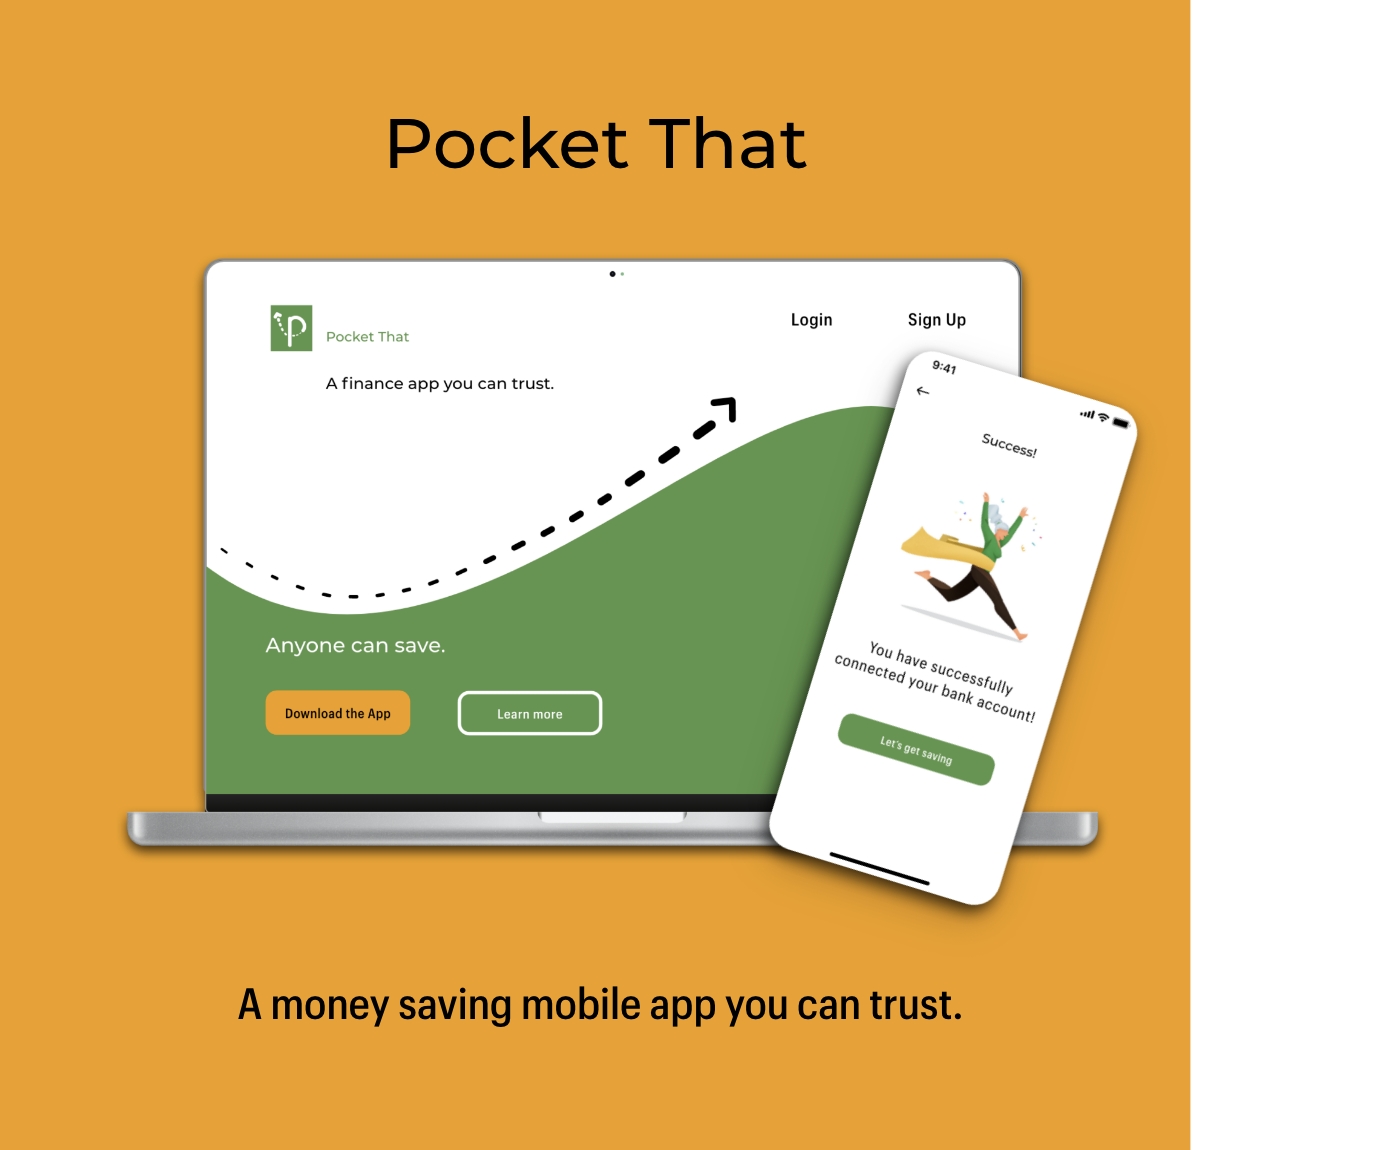 Pocket That
Pocket That
Login
Sign Up
A finance app you can trust.
9:41
Success!
Anyone can save.
Download the App
Learn more
You have successfully
connected your bank account!
Let's get saving
A money saving mobile app you can trust.